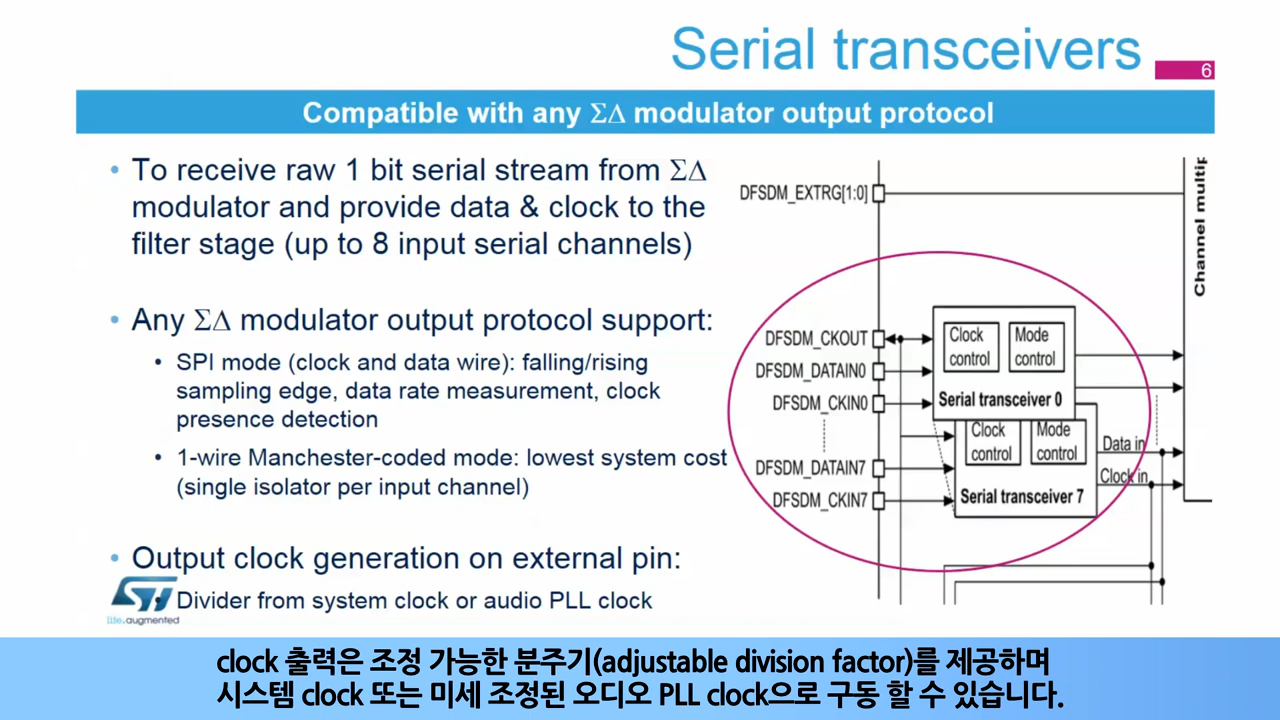 Serial transceivers
6
Compatible with any ΣΔ modulator output protocol
• To receive raw 1 bit serial stream from ΣΔ
modulator and provide data & clock to the
filter stage (up to 8 input serial channels)
• Any ΣΔ modulator output protocol support:
• SPI mode (clock and data wire): falling/rising
sampling edge, data rate measurement, clock
presence detection
• 1-wire Manchester-coded mode: lowest system cost
(single isolator per input channel)
• Output clock generation on external pin:
Divider from system clock or audio PLL clock
ST
life.augmented
DFSDM_EXTRG[1:0]
DFSDM_CKOUT
DFSDM_DATAIN0
DFSDM_CKIN0
DFSDM_DATAIN7
DFSDM_CKIN7
Clock
control
Mode
control
Serial transceiver 0
Clock
control
Mode
control
Serial transceiver 7
Data in
Clock in
Channel multip
clock 출력은 조정 가능한 분주기(adjustable division factor)를 제공하며
시스템 clock 또는 미세 조정된 오디오 PLL clock으로 구동 할 수 있습니다.